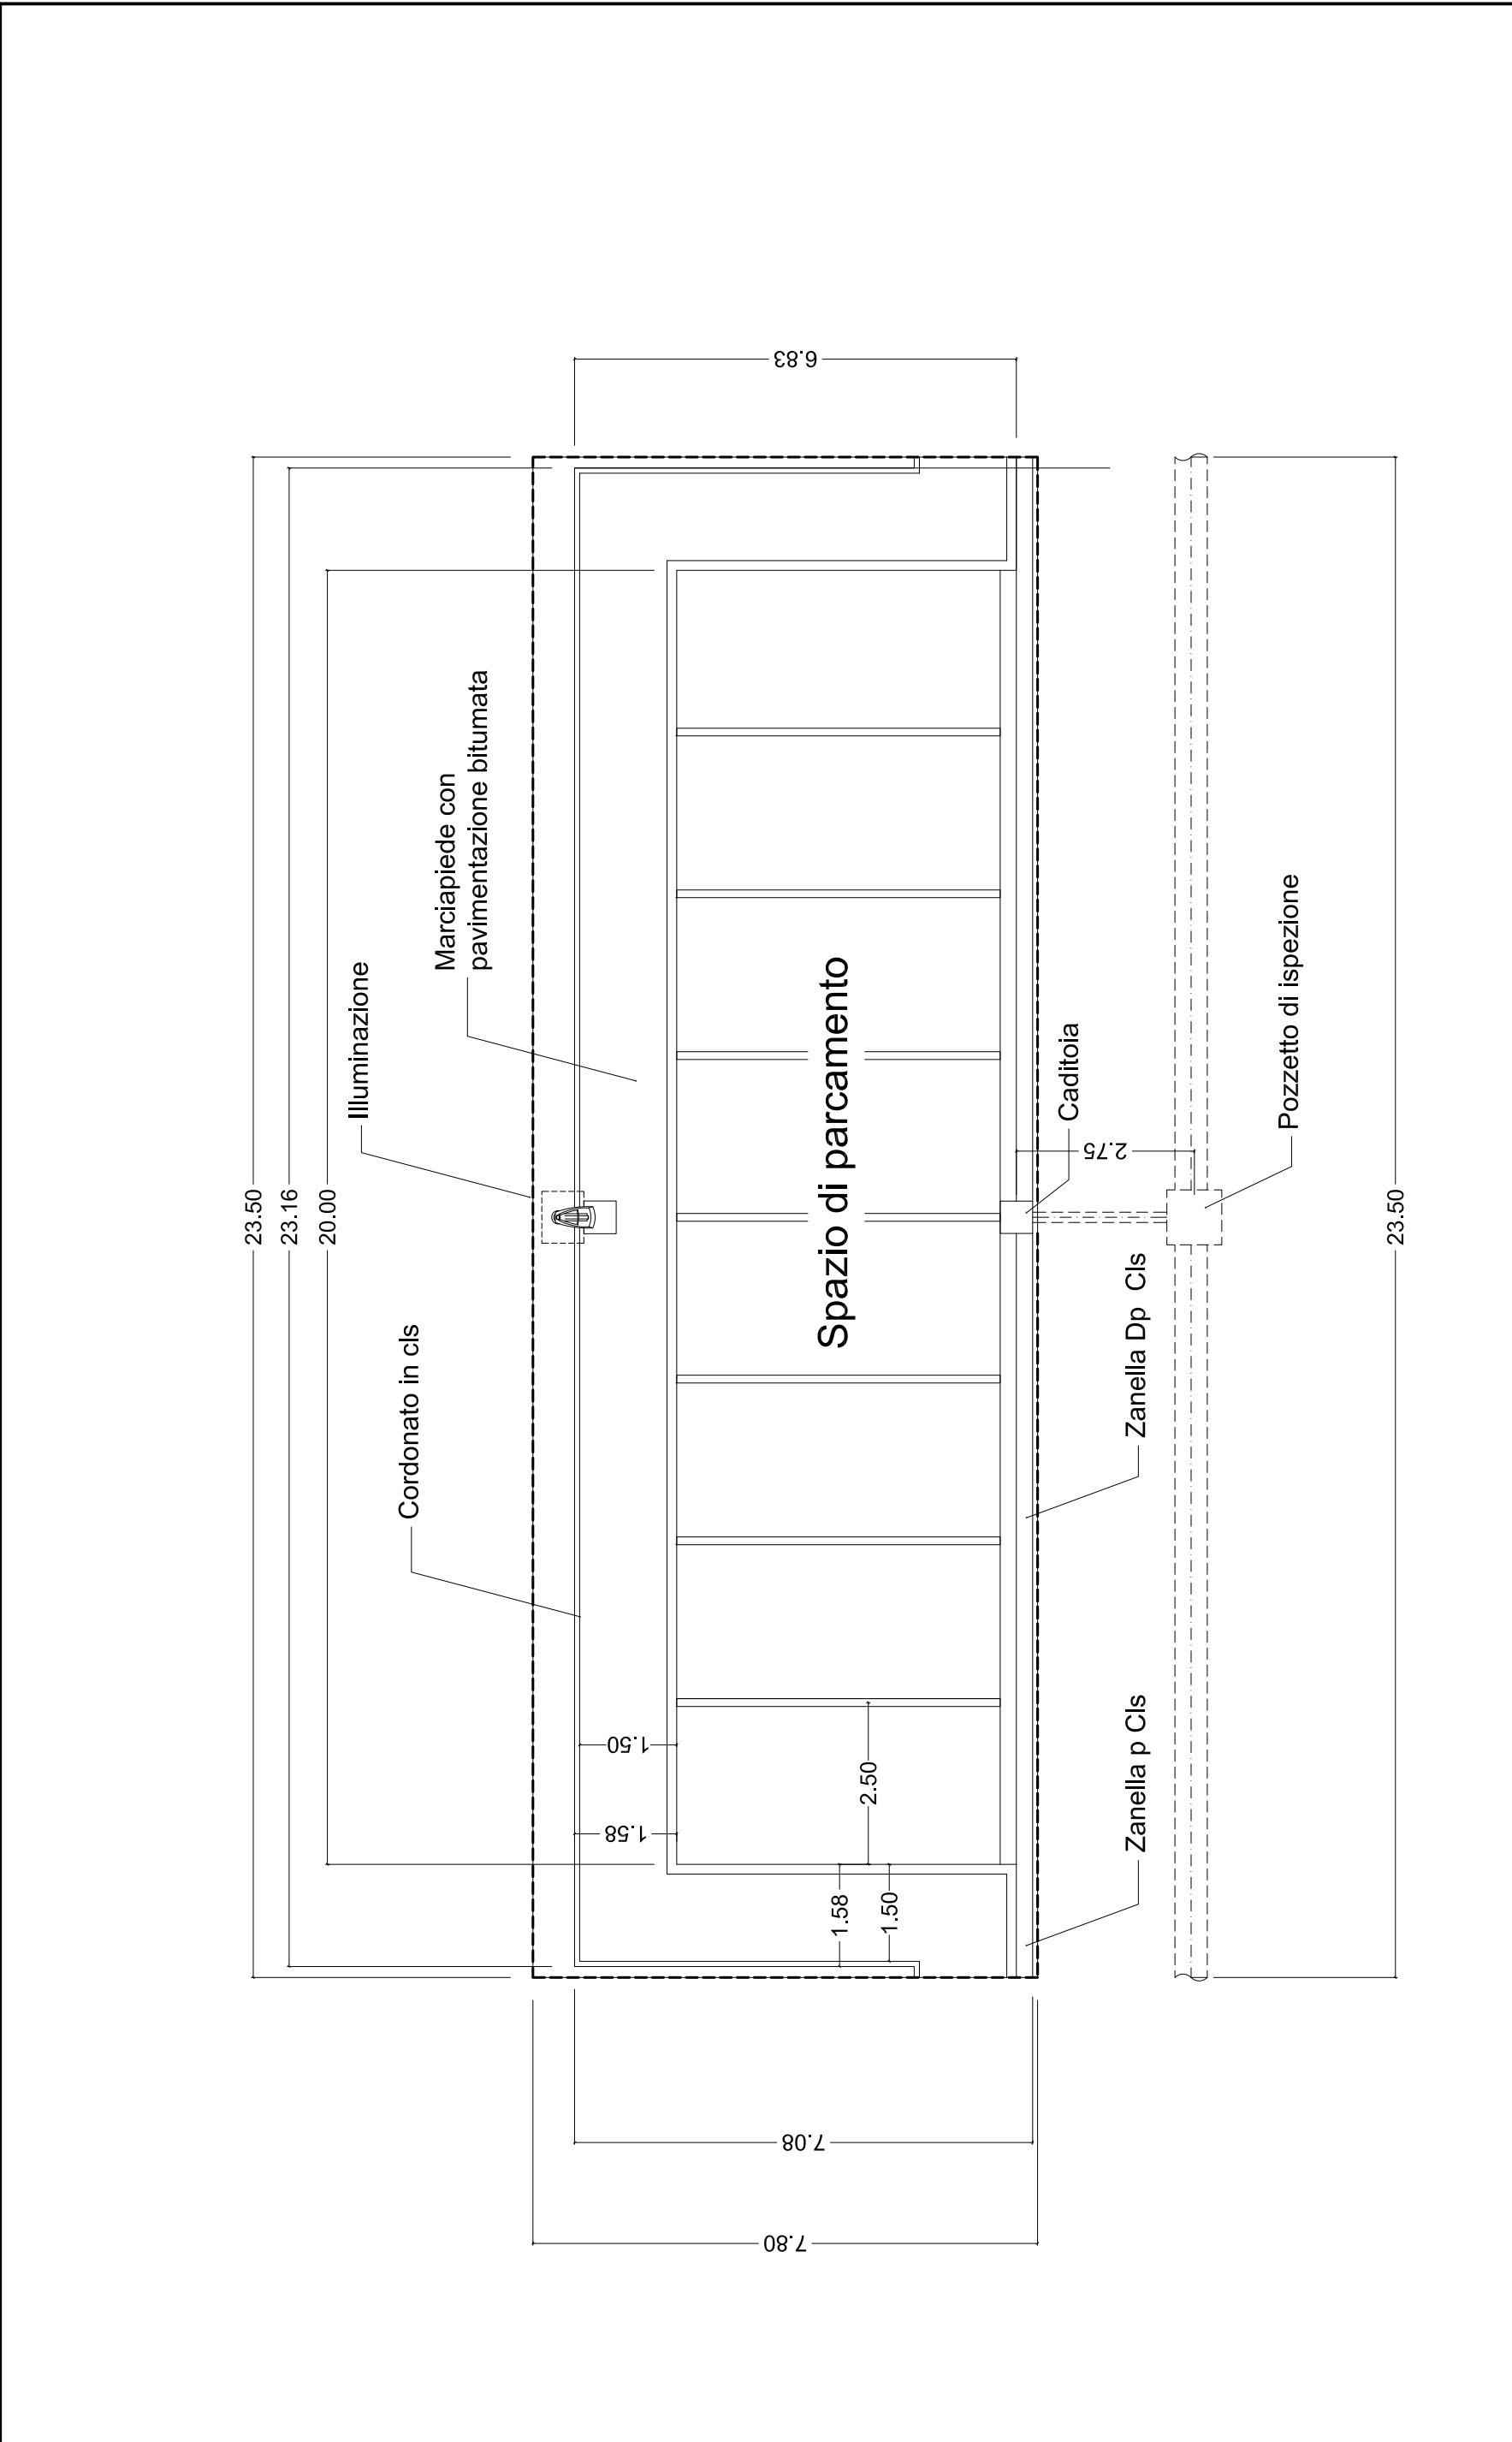 23.50
23.16
20.00
Illuminazione
Marciapiede con
pavimentazione bitumata
Cordonato in cls
6.83
Spazio di parcamento
Caditoia
2.75
Pozzetto di ispezione
Zanella Dp Cls
Zanella p Cls
1.50
1.58
2.50
1.58
1.50
23.50
7.08
7.80